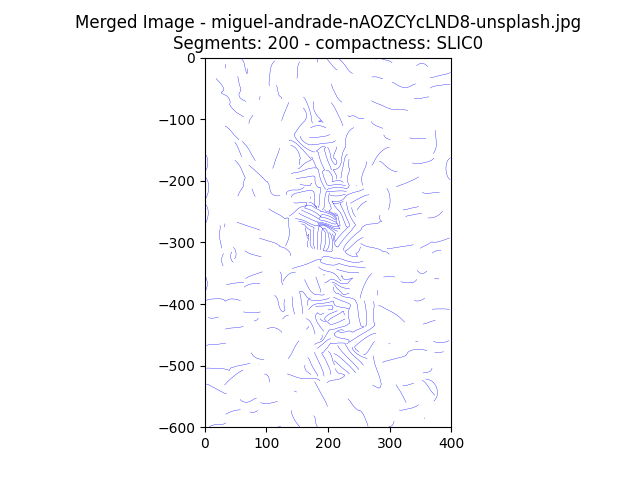 Merged Image - miguel-andrade-nAOZCYcLND8-unsplash.jpg
Segments: 200 - compactness: SLIC0
0
−100
−200
−300
−400
−500
−600
0 100 200 300 400